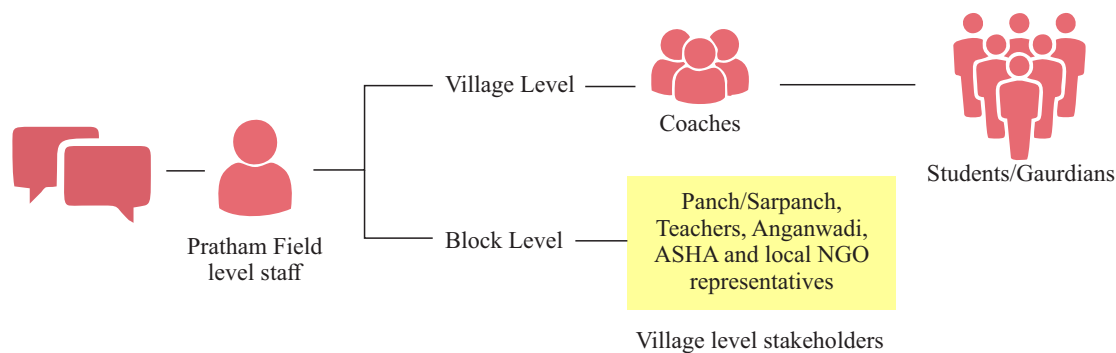 Pratham Field
level staff
Village Level
Coaches
Students/Gaurdians
Block Level
Panch/Sarpanch,
Teachers, Anganwadi,
ASHA and local NGO
representatives
Village level stakeholders